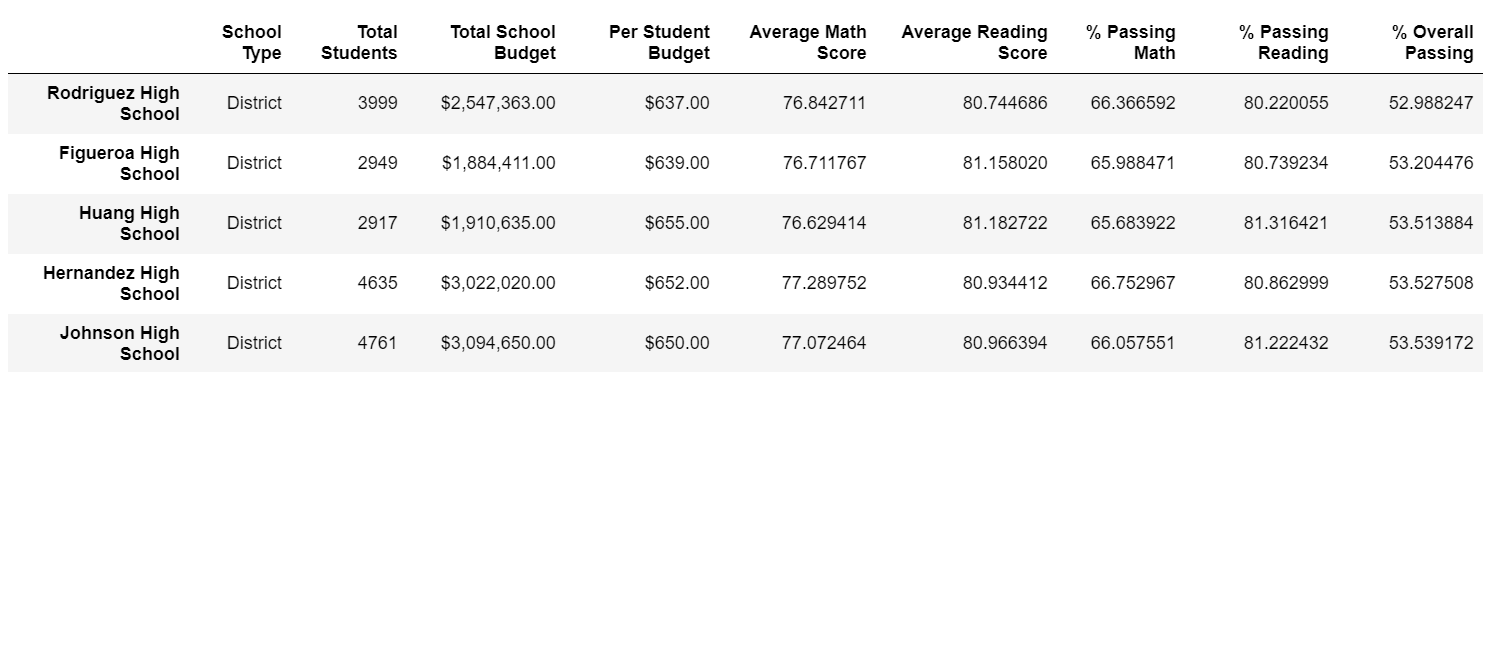 School Type Total Students Total School Budget Per Student Budget Average Math Score Average Reading Score % Passing Math % Passing Reading % Overall Passing
Rodriguez High School District 3999 $2,547,363.00 $637.00 76.842711 80.744686 66.366592 80.220055 52.988247
Figueroa High School District 2949 $1,884,411.00 $639.00 76.711767 81.158020 65.988471 80.739234 53.204476
Huang High School District 2917 $1,910,635.00 $655.00 76.629414 81.182722 65.683922 81.316421 53.513884
Hernandez High School District 4635 $3,022,020.00 $652.00 77.289752 80.934412 66.752967 80.862999 53.527508
Johnson High School District 4761 $3,094,650.00 $650.00 77.072464 80.966394 66.057551 81.222432 53.539172